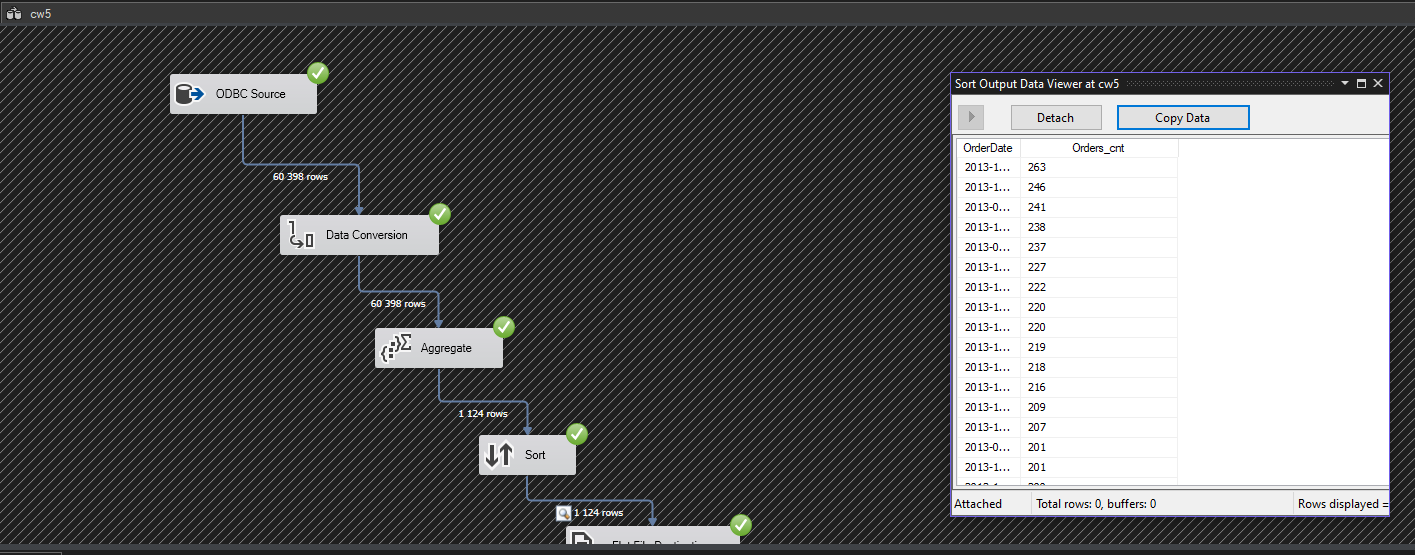 cw5
ODBC Source
60 398 rows
Data Conversion
60 398 rows
Aggregate
1 124 rows
Sort
1 124 rows
Sort Output Data Viewer at cw5
Detach
Copy Data
OrderDate Orders_cnt
2013-1... 263
2013-1... 246
2013-0... 241
2013-1... 238
2013-0... 237
2013-1... 227
2013-1... 222
2013-1... 220
2013-1... 220
2013-1... 219
2013-1... 218
2013-1... 216
2013-1... 209
2013-1... 207
2013-0... 201
2013-1... 201
Attached Total rows: 0, buffers: 0 Rows displayed =